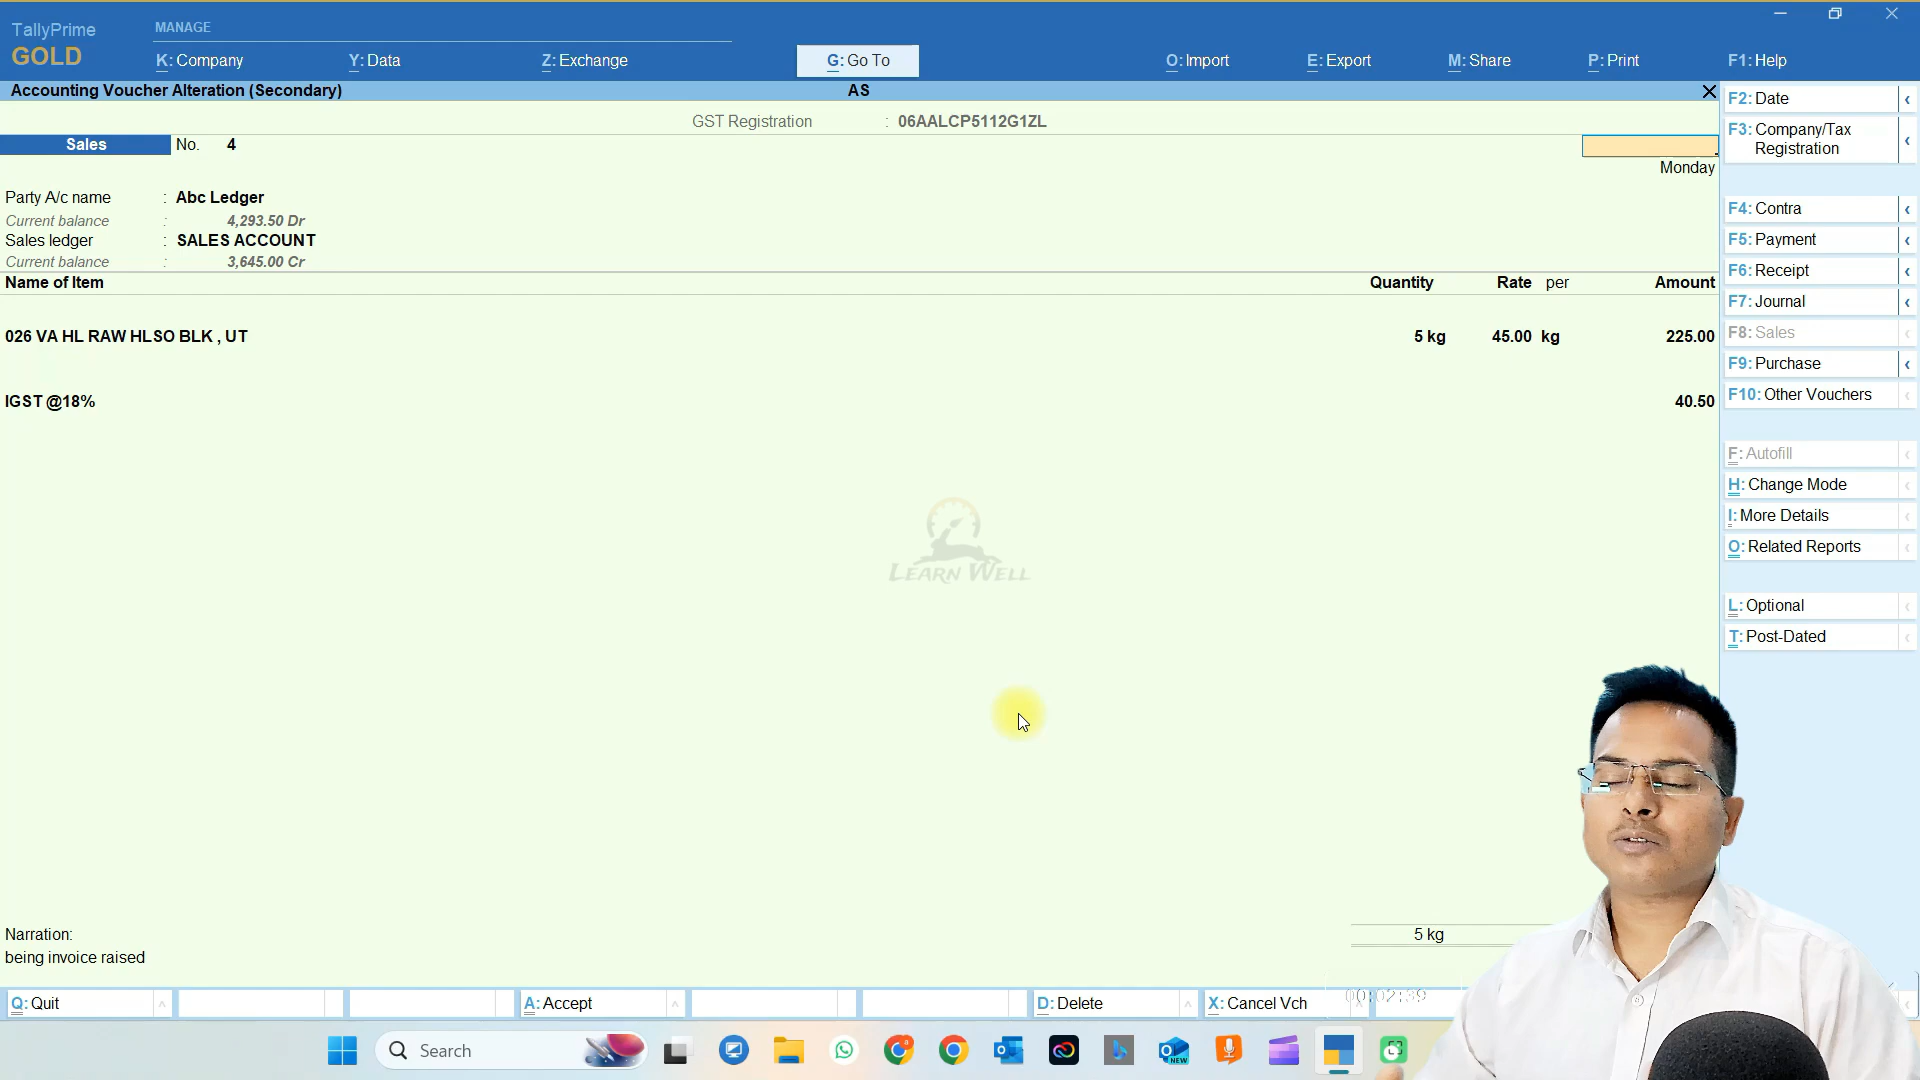 TallyPrime
GOLD
MANAGE
K: Company
Y: Data
Z: Exchange
G: Go To
O: Import
E: Export
M: Share
P: Print
F1: Help
Accounting Voucher Alteration (Secondary)
AS
GST Registration : 06AALCP5112G1ZL
Sales No. 4
Monday
Party A/c name : Abc Ledger
Current balance : 4,293.50 Dr
Sales ledger : SALES ACCOUNT
Current balance : 3,645.00 Cr
Name of Item Quantity Rate per Amount
026 VA HL RAW HLSO BLK , UT 5 kg 45.00 kg 225.00
IGST @18% 40.50
LEARN WELL
Narration:
being invoice raised
5 kg
Q: Quit
A: Accept
D: Delete
X: Cancel Vch
00:02:39
F2: Date
F3: Company/Tax
Registration
F4: Contra
F5: Payment
F6: Receipt
F7: Journal
F8: Sales
F9: Purchase
F10: Other Vouchers
F: Autofill
H: Change Mode
I: More Details
O: Related Reports
L: Optional
T: Post-Dated
Search
NEW